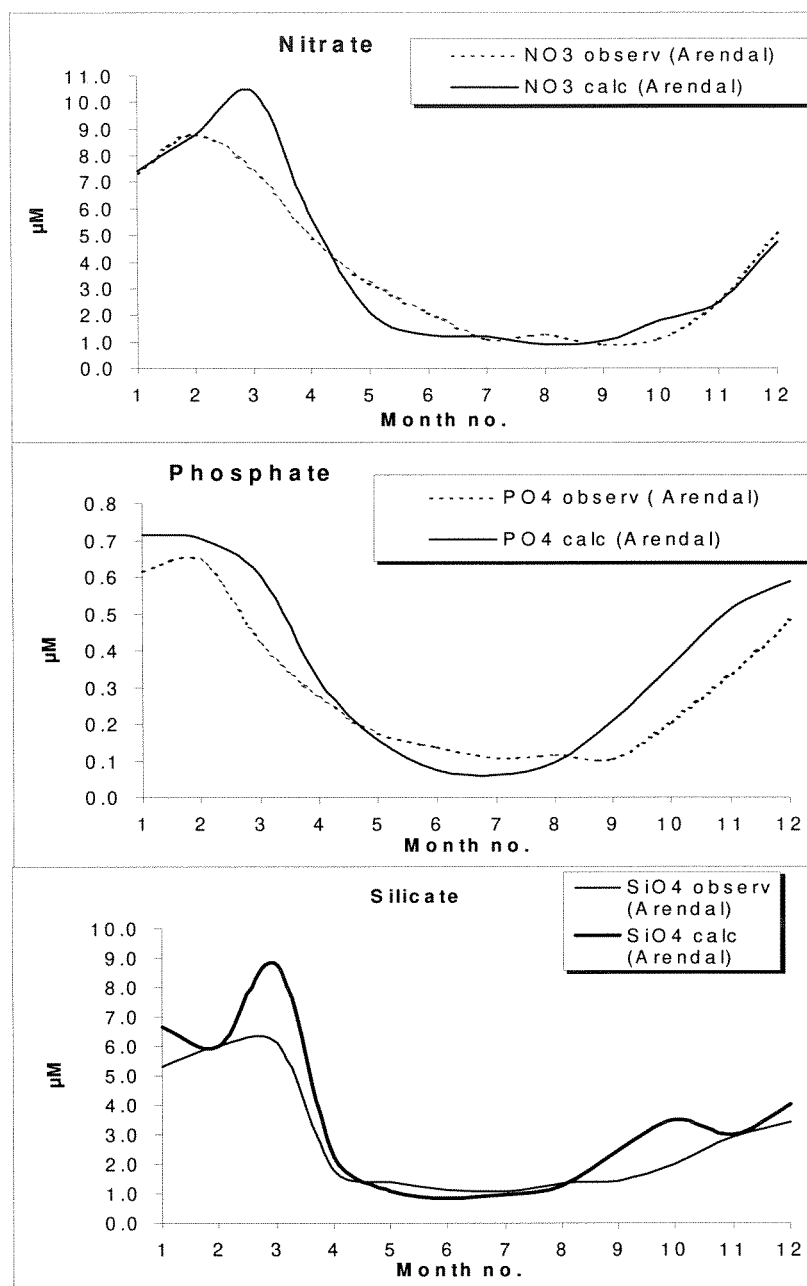 Nitrate
NO3 observ (Arendal)
NO3 calc (Arendal)
11.0
10.0
9.0
8.0
7.0
6.0
5.0
4.0
3.0
2.0
1.0
0.0
µM
1 2 3 4 5 6 7 8 9 10 11 12
Month no.
Phosphate
PO4 observ ( Arendal)
PO4 calc (Arendal)
0.8
0.7
0.6
0.5
0.4
0.3
0.2
0.1
0.0
µM
1 2 3 4 5 6 7 8 9 10 11 12
Month no.
Silicate
SiO4 observ
(Arendal)
SiO4 calc
(Arendal)
10.0
9.0
8.0
7.0
6.0
5.0
4.0
3.0
2.0
1.0
0.0
µM
1 2 3 4 5 6 7 8 9 10 11 12
Month no.